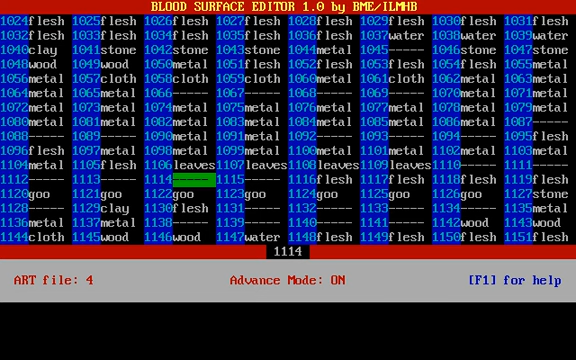 BLOOD SURFACE EDITOR 1.0 by BME/ILMHB
1024flesh 1025flesh 1026flesh 1027flesh 1028flesh 1029flesh 1030flesh 1031flesh
1032flesh 1033flesh 1034flesh 1035flesh 1036flesh 1037water 1038water 1039water
1040clay 1041stone 1042stone 1043stone 1044metal 1045----- 1046stone 1047stone
1048wood 1049wood 1050metal 1051flesh 1052flesh 1053flesh 1054flesh 1055metal
1056metal 1057cloth 1058cloth 1059cloth 1060metal 1061cloth 1062metal 1063metal
1064metal 1065metal 1066----- 1067----- 1068----- 1069----- 1070metal 1071metal
1072metal 1073metal 1074metal 1075metal 1076metal 1077metal 1078metal 1079metal
1080metal 1081metal 1082metal 1083metal 1084metal 1085metal 1086metal 1087-----
1088----- 1089----- 1090metal 1091metal 1092----- 1093----- 1094----- 1095flesh
1096flesh 1097metal 1098metal 1099metal 1100----- 1101metal 1102metal 1103metal
1104metal 1105flesh 1106leaves 1107leaves 1108leaves 1109leaves 1110----- 1111-----
1112----- 1113----- 1114----- 1115----- 1116flesh 1117flesh 1118flesh 1119flesh
1120goo 1121goo 1122goo 1123goo 1124goo 1125goo 1126goo 1127stone
1128----- 1129clay 1130flesh 1131----- 1132----- 1133----- 1134----- 1135metal
1136metal 1137metal 1138----- 1139----- 1140----- 1141----- 1142wood 1143wood
1144cloth 1145wood 1146wood 1147water 1148flesh 1149flesh 1150flesh 1151flesh
1114
ART file: 4 Advance Mode: ON [F1] for help